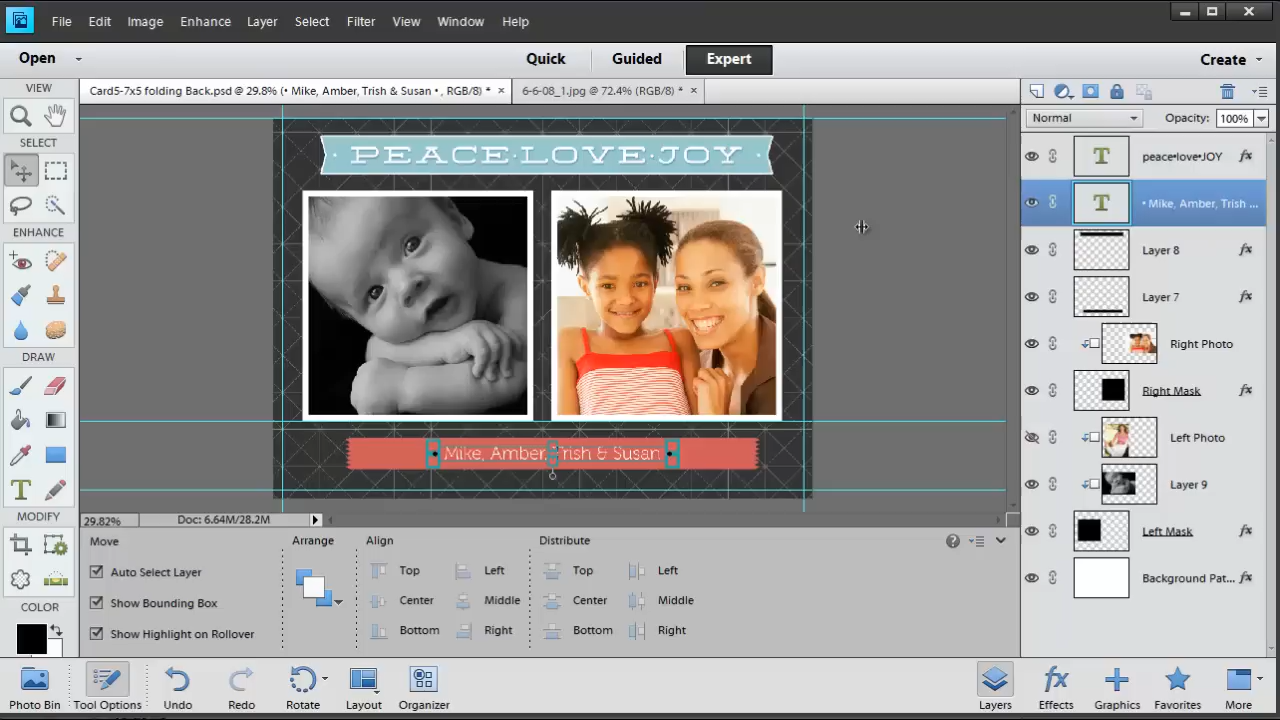 File Edit Image Enhance Layer Select Filter View Window Help
Open Quick Guided Expert Create
Card5-7x5 folding Back.psd @ 29.8% (• Mike, Amber, Trish & Susan • , RGB/8) * × 6-6-08_1.jpg @ 72.4% (RGB/8) * ×
VIEW
SELECT
ENHANCE
DRAW
MODIFY
COLOR
• PEACE•LOVE•JOY •
• Mike, Amber, Trish & Susan •
Normal Opacity: 100%
peace•love•JOY fx
• Mike, Amber, Trish ...
Layer 8 fx
Layer 7 fx
Right Photo
Right Mask fx
Left Photo
Layer 9
Left Mask fx
Background Pat... fx
29.82% Doc: 6.64M/28.2M
Move Arrange Align Distribute
Auto Select Layer Top Left Top Left
Show Bounding Box Center Middle Center Middle
Show Highlight on Rollover Bottom Right Bottom Right
Photo Bin Tool Options Undo Redo Rotate Layout Organizer Layers Effects Graphics Favorites More